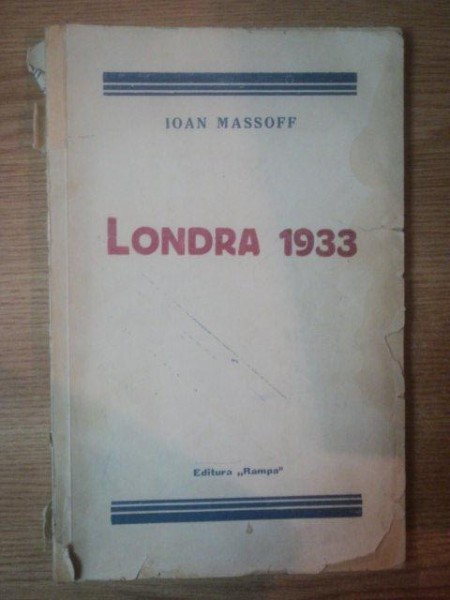 IOAN MASSOFF
LONDRA 1933
Editura „Rampa"